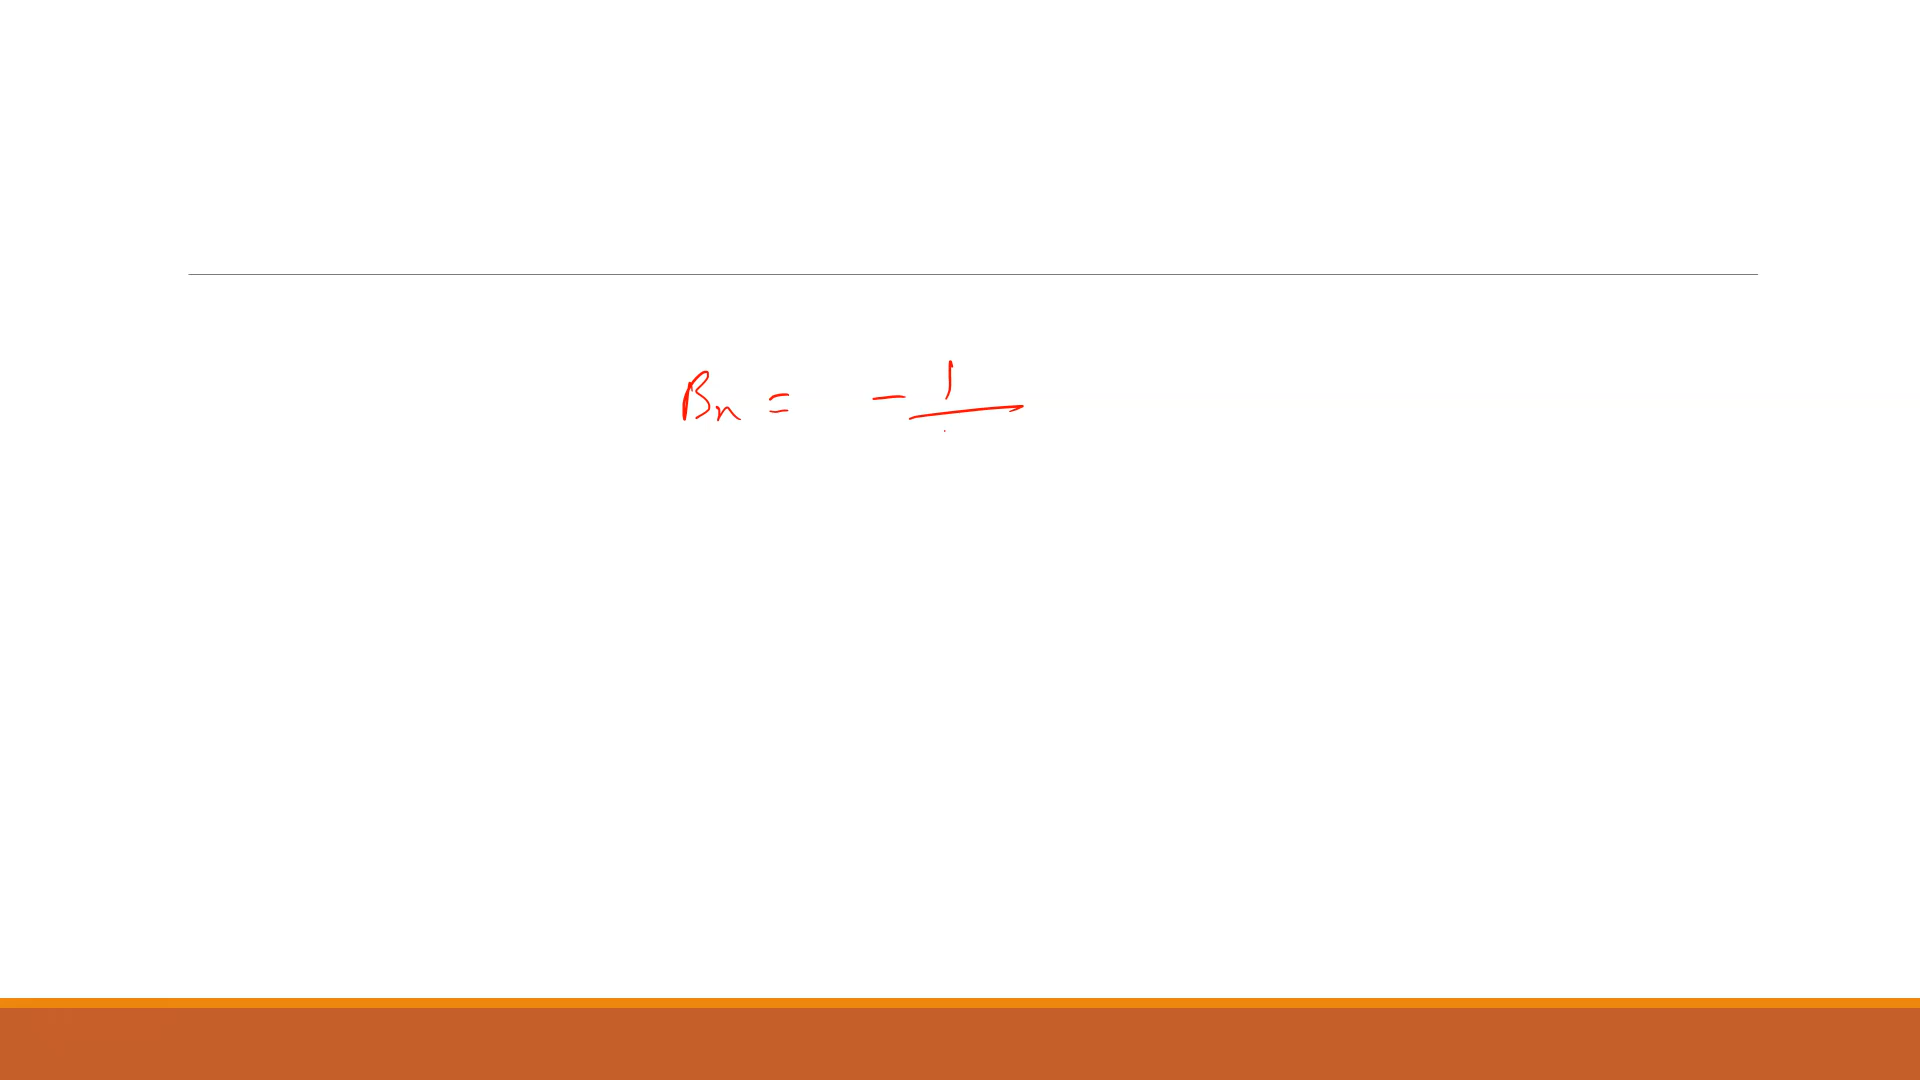 Bn = - 1/